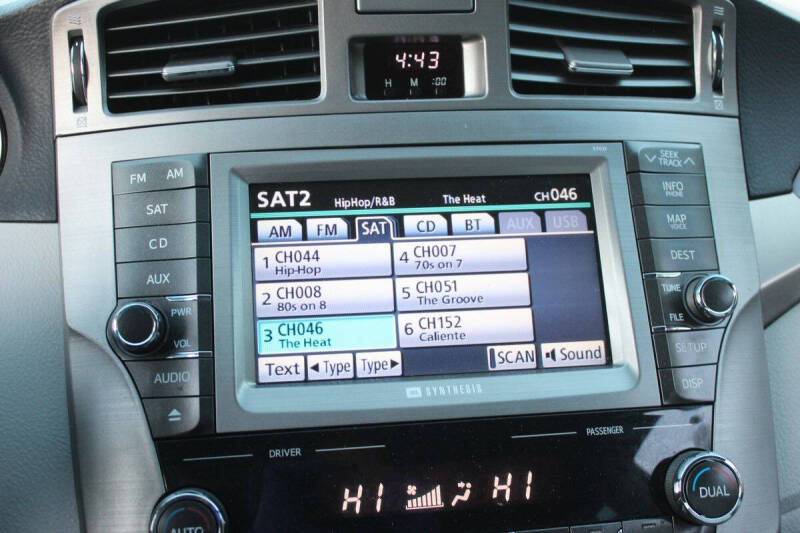 4:43
H M :00
FM AM
SAT
CD
AUX
PWR
VOL
AUDIO
SAT2 HipHop/R&B The Heat CH046
AM FM SAT CD BT AUX USB
1 CH044
Hip-Hop
4 CH007
70s on 7
2 CH008
80s on 8
5 CH051
The Groove
3 CH046
The Heat
6 CH152
Caliente
Text ◀Type Type▶ SCAN Sound
JBL SYNTHESIS
SEEK
TRACK
INFO
PHONE
MAP
VOICE
DEST
TUNE
FILE
SETUP
DISP
DRIVER
PASSENGER
HI HI
AUTO
DUAL